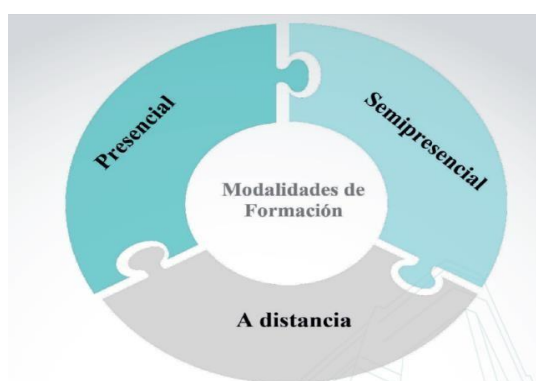 Presencial
Semipresencial
Modalidades de
Formación
A distancia